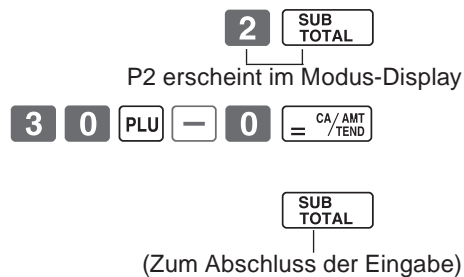 2 SUB TOTAL
P2 erscheint im Modus-Display
3 0 PLU − 0 = CA/AMT/TEND
SUB TOTAL
(Zum Abschluss der Eingabe)